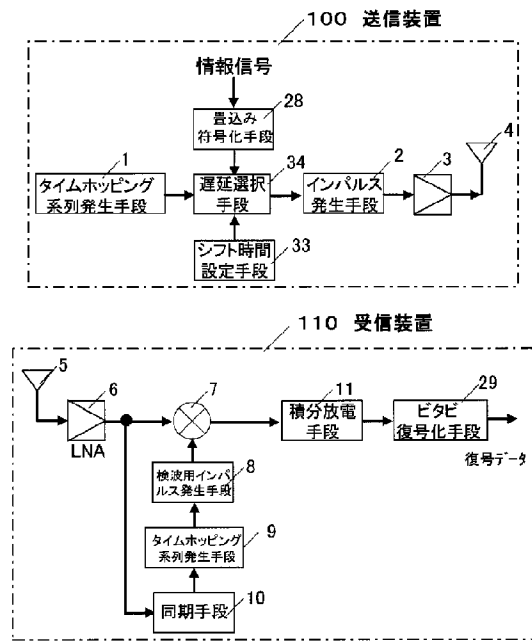 100 送信装置
情報信号
畳込み
符号化手段
28
1
タイムホッピング
系列発生手段
34
遅延選択
手段
2
インパルス
発生手段
3
4
シフト時間
設定手段
33
110 受信装置
5
6
LNA
7
11
積分放電
手段
29
ビタビ
復号化手段
復号データ
8
検波用インパ
ルス発生手段
9
タイムホッピング
系列発生手段
10
同期手段